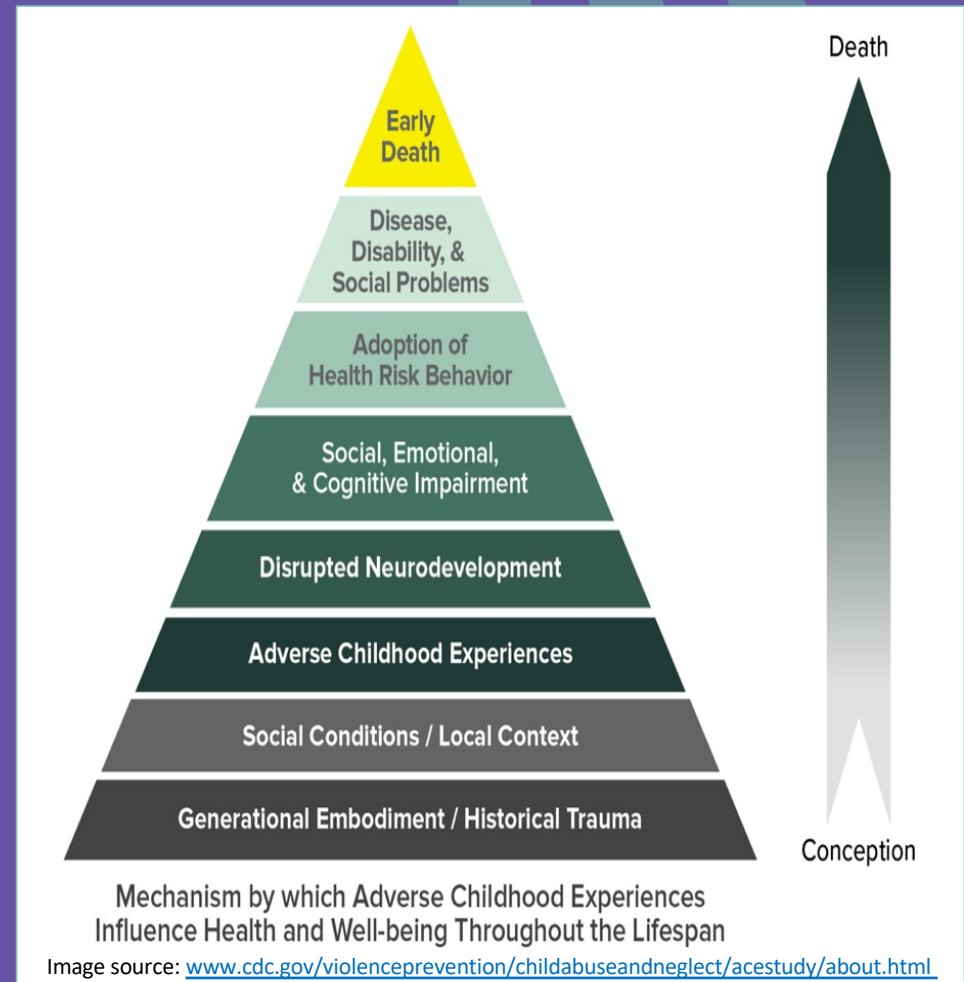 Death
Early
Death
Disease,
Disability, &
Social Problems
Adoption of
Health Risk Behavior
Social, Emotional,
& Cognitive Impairment
Disrupted Neurodevelopment
Adverse Childhood Experiences
Social Conditions / Local Context
Generational Embodiment / Historical Trauma
Conception
Mechanism by which Adverse Childhood Experiences
Influence Health and Well-being Throughout the Lifespan
Image source: www.cdc.gov/violenceprevention/childabuseandneglect/acestudy/about.html